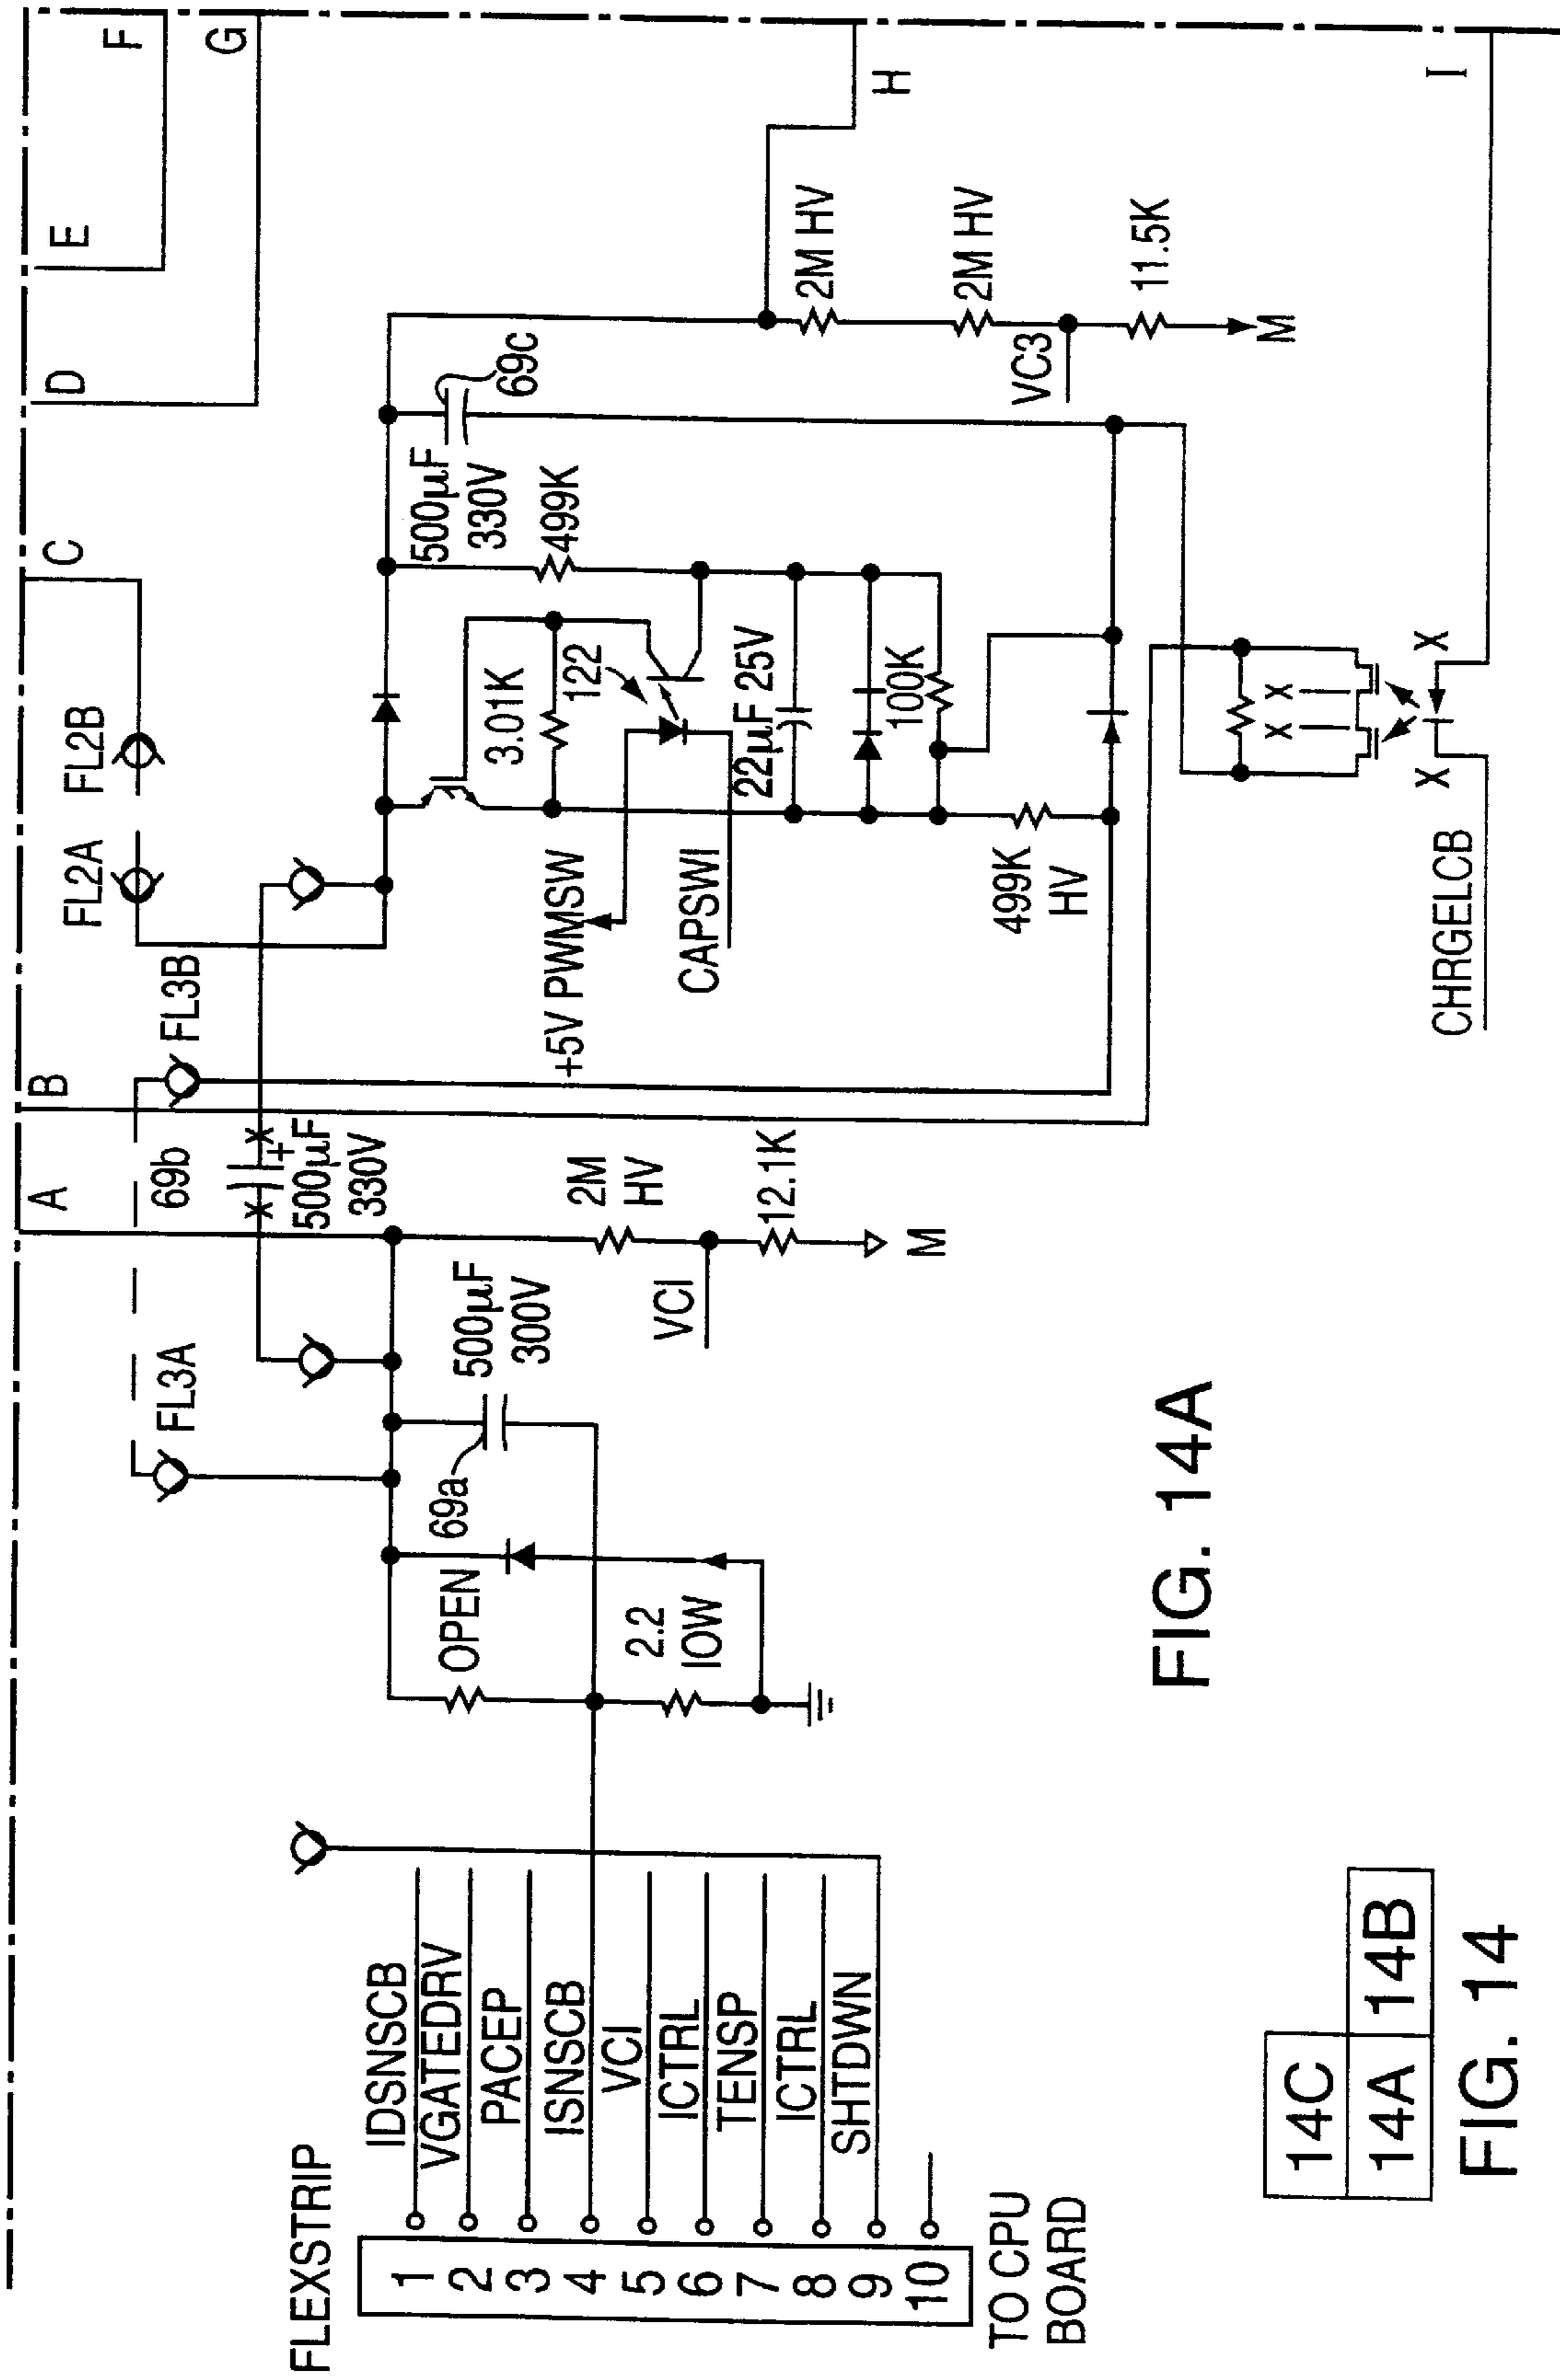 A
B
C
D
E
F
G
H
I
FL3A
FL3B
FL2A
FL2B
69b
X
X
+
500µF
330V
FLEXSTRIP
1
2
3
4
5
6
7
8
9
10
IDSNSCB
VGATEDRV
PACEP
ISNSCB
VCI
ICTRL
TENSP
ICTRL
SHTDWN
TO CPU
BOARD
OPEN
2.2
IOW
69a
500µF
300V
2M
HV
VCI
12.1K
M
+5V PWMSW
CAPSWI
3.01K
122
22µF 25V
100K
499K
HV
499K
500µF
330V
69c
2M HV
2M HV
VC3
11.5K
M
X
X
X
X
CHRGELCB
FIG. 14A
14C
14A
14B
FIG. 14